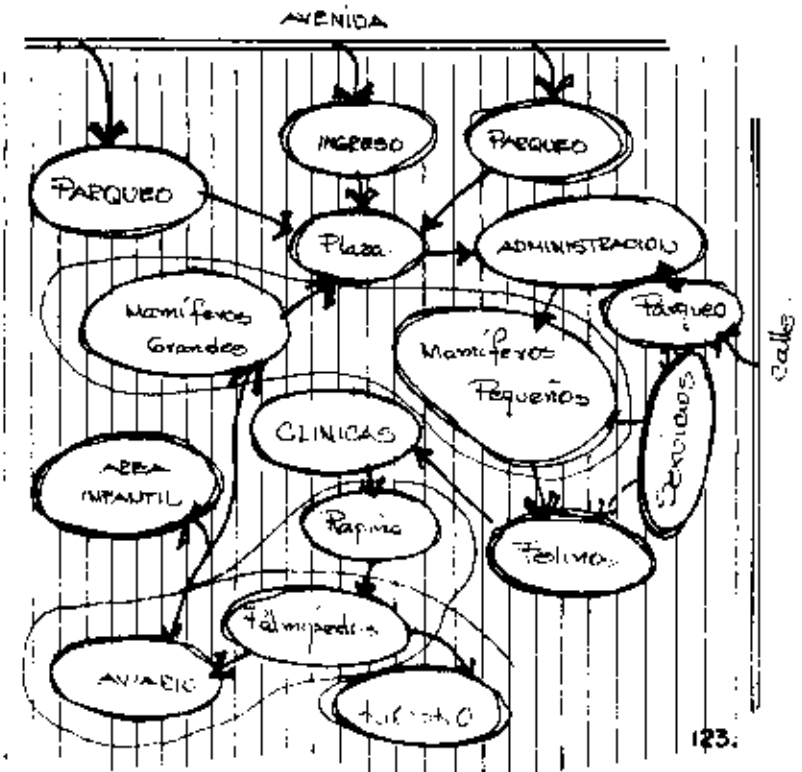 AVENIDA
INGRESO
PARQUEO
PARQUEO
Plaza.
ADMINISTRACION
Mamíferos
Grandes
Parqueo
Calle.
Mamíferos
Pequeños
CLINICAS
SERVICIOS
AREA
INFANTIL
Rapiña
Felinos
Palmípedos
AVIARIO
123.